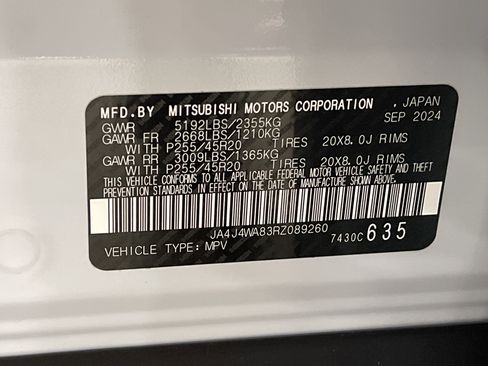 MFD.BY MITSUBISHI MOTORS CORPORATION . JAPAN
GVWR 5192LBS/2355KG SEP 2024
GAWR FR 2668LBS/1210KG
WITH P255/45R20 TIRES 20X8.0J RIMS
GAWR RR 3009LBS/1365KG
WITH P255/45R20 TIRES 20X8.0J RIMS
THIS VEHICLE CONFORMS TO ALL APPLICABLE FEDERAL MOTOR VEHICLE SAFETY BUMPER AND THEFT
PREVENTION STANDARDS IN EFFECT ON THE DATE OF MANUFACTURE SHOWN ABOVE.
JA4J4WA83RZ089260
VEHICLE TYPE: MPV 7430C 635